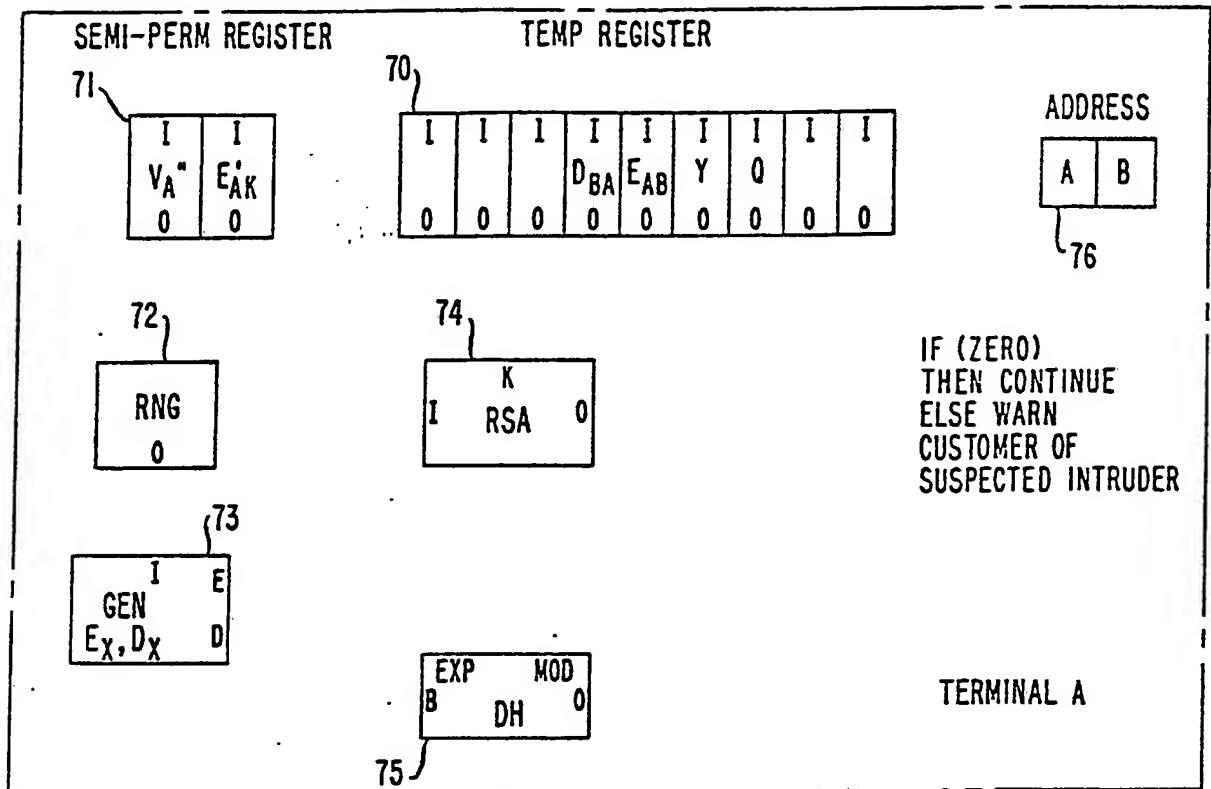 SEMI-PERM REGISTER TEMP REGISTER
71 70
ADDRESS
I I I I 1 I I I I I I
V_A" E'_AK D_BA E_AB Y Q A B
0 0 0 0 0 0 0 0 0 0 0
76
72 74
RNG
0
K
I RSA 0
IF (ZERO)
THEN CONTINUE
ELSE WARN
CUSTOMER OF
SUSPECTED INTRUDER
73
I E
GEN
E_X, D_X D
EXP MOD
B DH 0
75
TERMINAL A